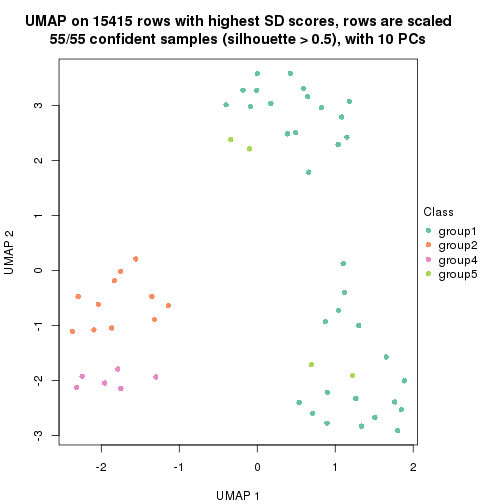 UMAP on 15415 rows with highest SD scores, rows are scaled
55/55 confident samples (silhouette > 0.5), with 10 PCs
UMAP 2
3
2
1
0
-1
-2
-3
-2
-1
0
1
2
UMAP 1
Class
group1
group2
group4
group5